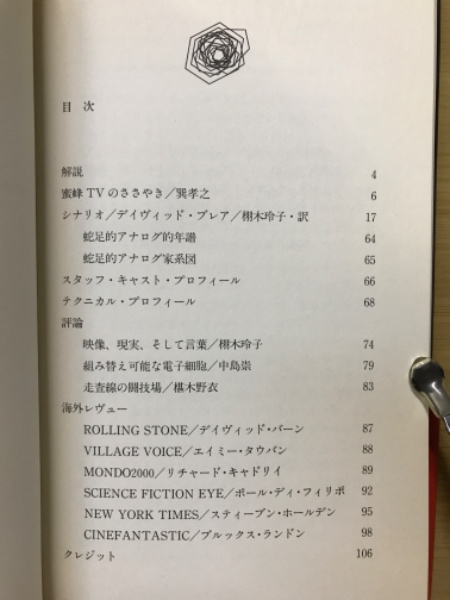 目 次
解説 4
蜜蜂TVのささやき／巽孝之 6
シナリオ／デイヴィッド・ブレア／栩木玲子・訳 17
蛇足的アナログ的年譜 64
蛇足的アナログ家系図 65
スタッフ・キャスト・プロフィール 66
テクニカル・プロフィール 68
評論
映像、現実、そして言葉／栩木玲子 74
組み替え可能な電子細胞／中島崇 79
走査線の闘技場／椹木野衣 83
海外レヴュー
ROLLING STONE／デイヴィッド・バーン 87
VILLAGE VOICE／エイミー・タウバン 88
MONDO2000／リチャード・キャドリイ 89
SCIENCE FICTION EYE／ポール・ディ・フィリポ 92
NEW YORK TIMES／スティーブン・ホールデン 95
CINEFANTASTIC／ブルックス・ランドン 98
クレジット 106